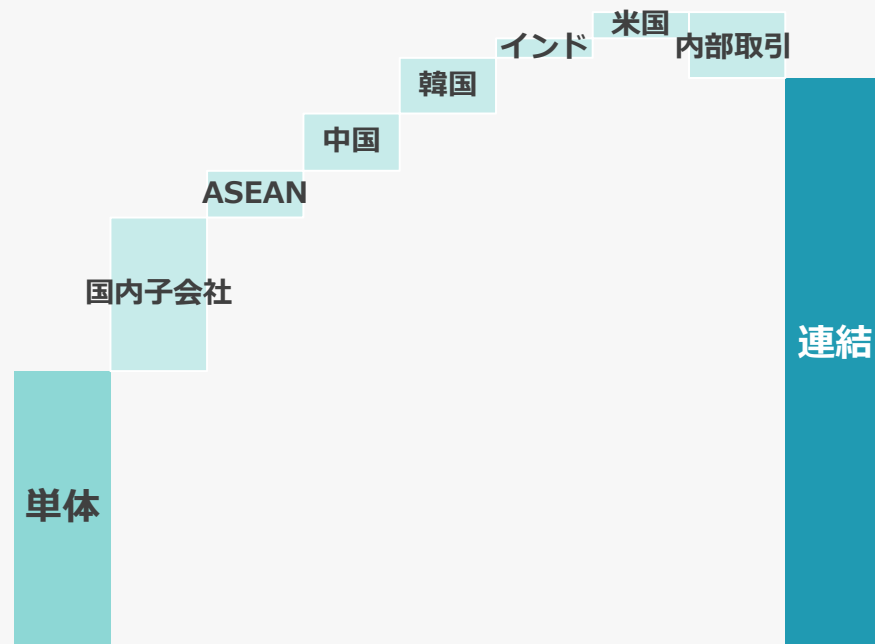 単体
国内子会社
ASEAN
中国
韓国
インド
米国
内部取引
連結